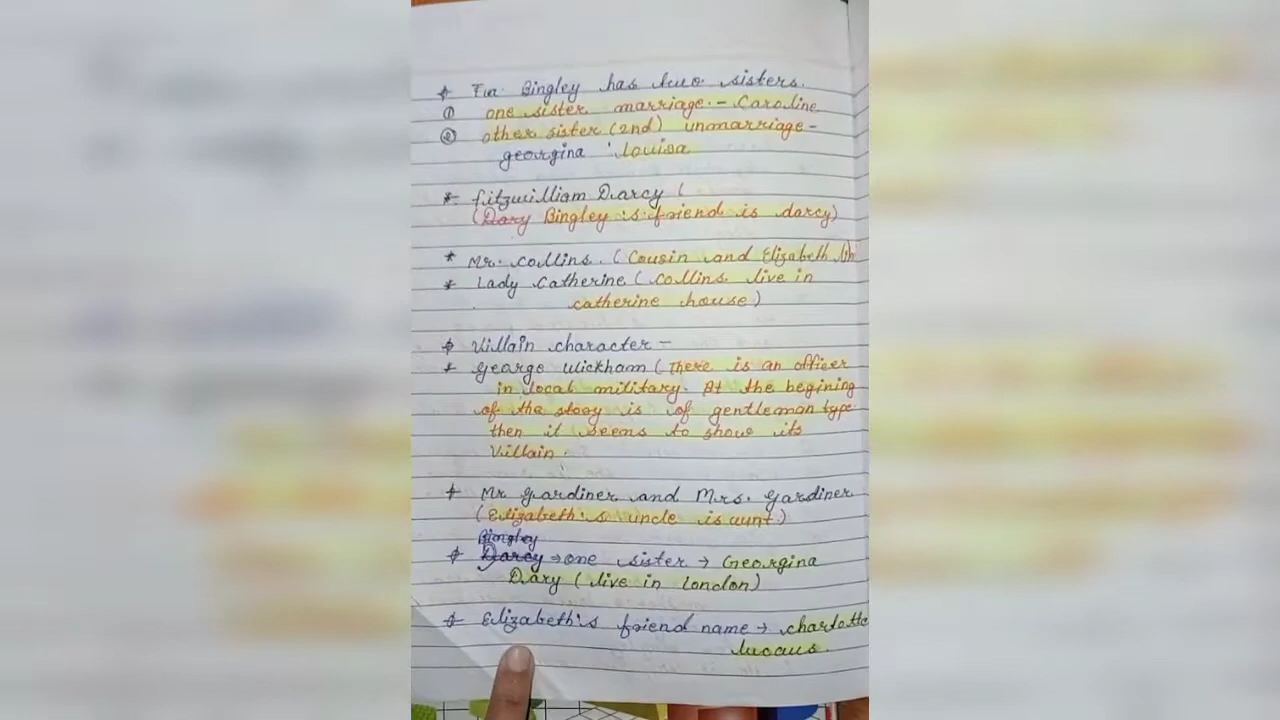 * Bingley has two sisters.
① one sister marriage. - Caroline
② other sister (2nd) unmarriage -
georgina louisa
* fitzwilliam Darcy (
(Dary Bingley is friend is darcy)
* Mr. collins. (Cousin and Elizabeth
* Lady Catherine (collins live in
catherine house)
* Villain character -
* George Wickham (There is an officer
in local military. At the begining
of the stogy is of gentleman type
then it seems to show its
Villain.
* Mr gardiner and Mrs. gardiner
(Elizabeth's uncle is aunt)
Bingley
* Darcy → one sister → Georgina
Dary (live in london)
* Elizabeth's friend name → charlotte
lucaus.